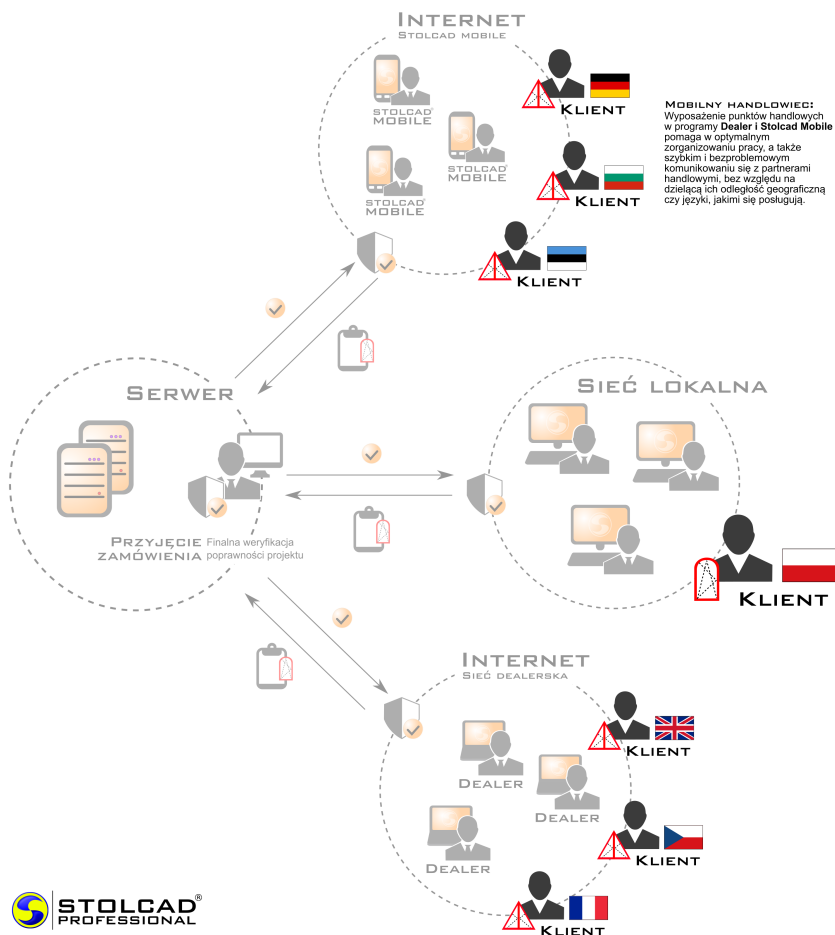 INTERNET
STOLCAD MOBILE
STOLCAD®
MOBILE
STOLCAD®
MOBILE
STOLCAD®
MOBILE
KLIENT
KLIENT
KLIENT
MOBILNY HANDLOWIEC:
Wyposażenie punktów handlowych
w programy Dealer i Stolcad Mobile
pomaga w optymalnym
zorganizowaniu pracy, a także
szybkim i bezproblemowym
komunikowaniu się z partnerami
handlowymi, bez względu na
dzielącą ich odległość geograficzną
czy języki, jakimi się posługują.
SERWER
PRZYJĘCIE
ZAMÓWIENIA
Finalna weryfikacja
poprawności projektu
SIEĆ LOKALNA
KLIENT
INTERNET
SIEĆ DEALERSKA
DEALER
DEALER
DEALER
KLIENT
KLIENT
KLIENT
STOLCAD®
PROFESSIONAL